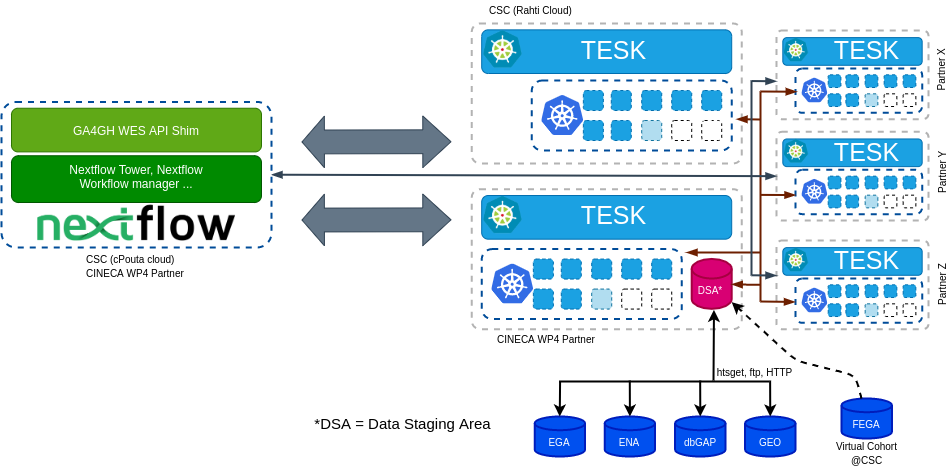 CSC (Rahti Cloud)
TESK
TESK
Partner X
GA4GH WES API Shim
Nextflow Tower, Nextflow
Workflow manager ...
nextflow
CSC (cPouta cloud)
CINECA WP4 Partner
TESK
Partner Y
TESK
DSA*
CINECA WP4 Partner
TESK
Partner Z
htsget, ftp, HTTP
*DSA = Data Staging Area
EGA
ENA
dbGAP
GEO
FEGA
Virtual Cohort
@CSC